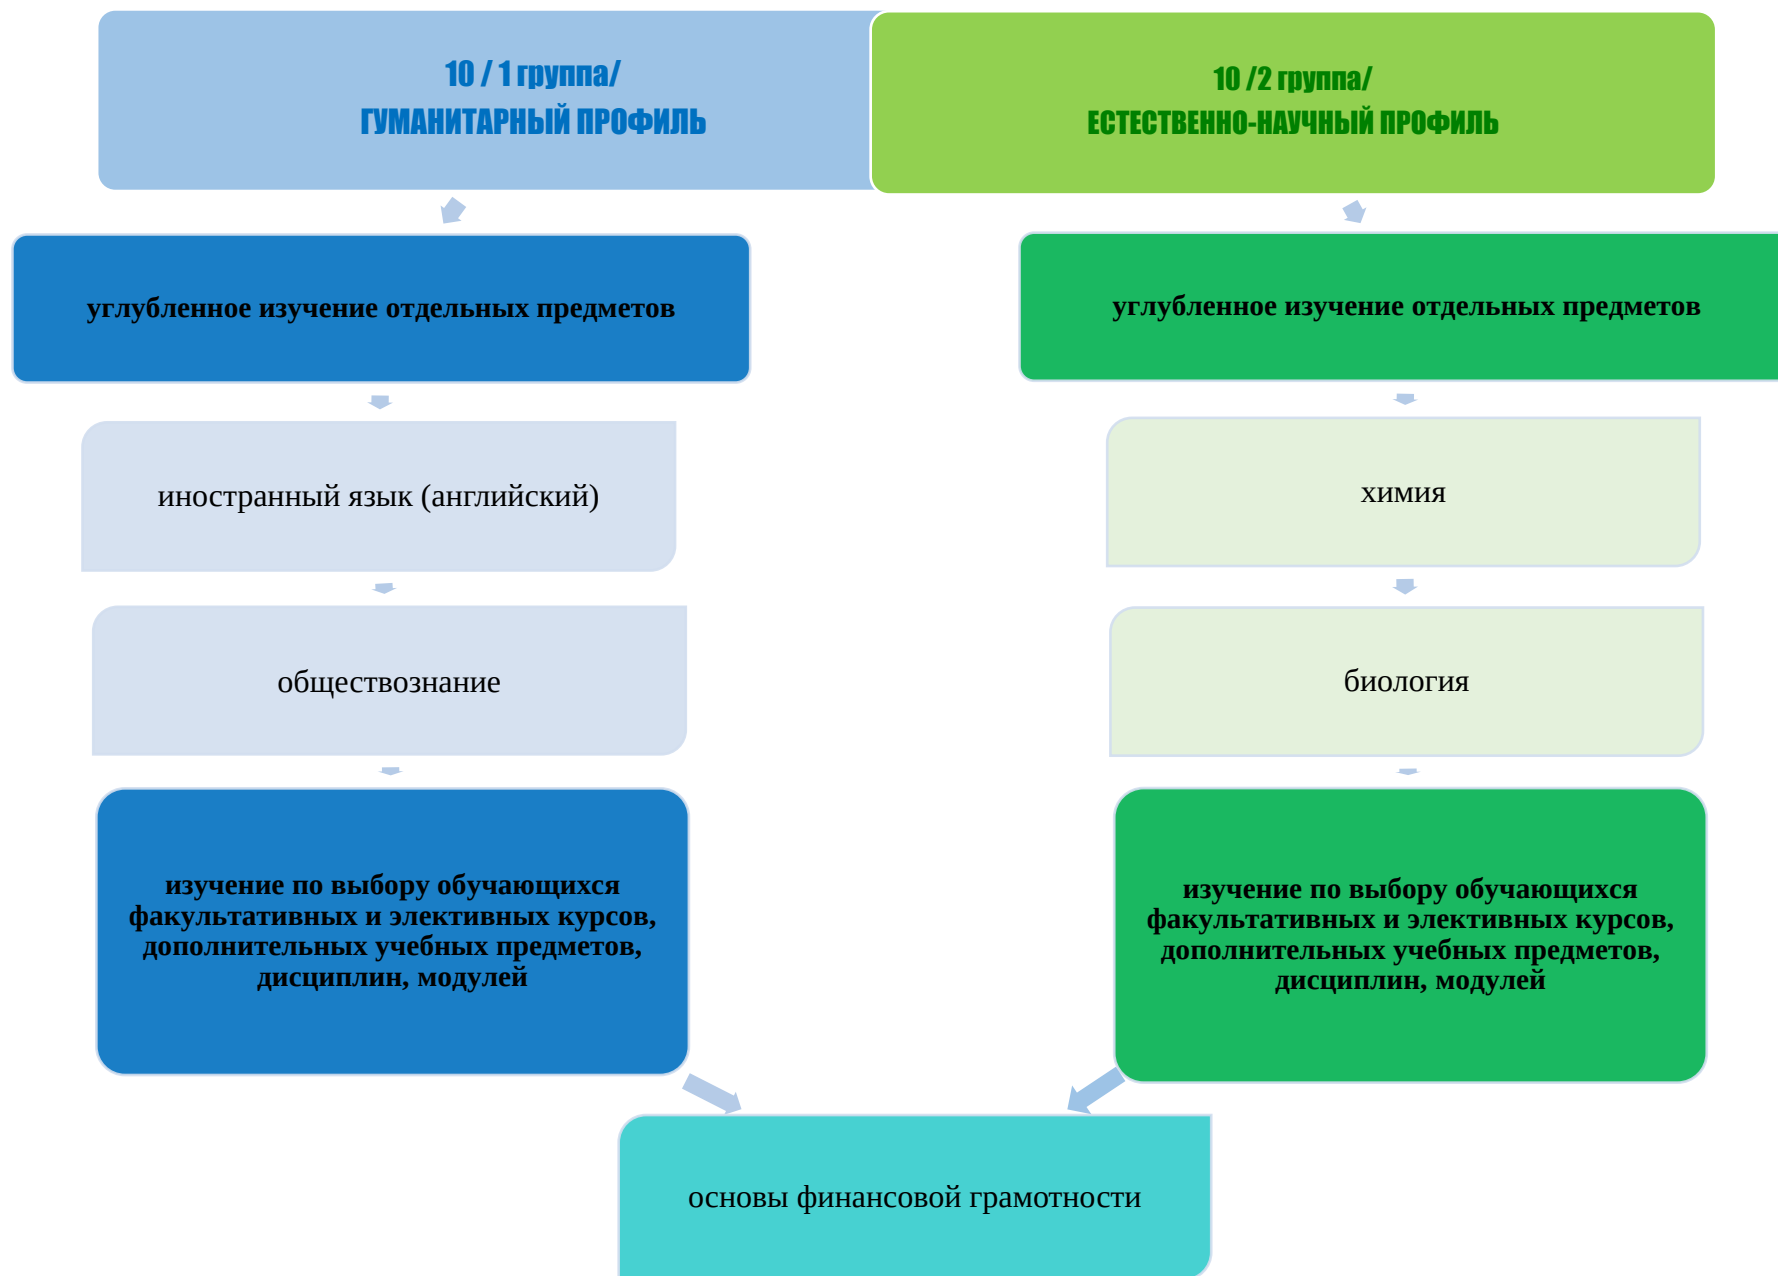 10 / 1 группа/
ГУМАНИТАРНЫЙ ПРОФИЛЬ
10 /2 группа/
ЕСТЕСТВЕННО-НАУЧНЫЙ ПРОФИЛЬ
углубленное изучение отдельных предметов
углубленное изучение отдельных предметов
иностранный язык (английский)
химия
обществознание
биология
изучение по выбору обучающихся
факультативных и элективных курсов,
дополнительных учебных предметов,
дисциплин, модулей
изучение по выбору обучающихся
факультативных и элективных курсов,
дополнительных учебных предметов,
дисциплин, модулей
основы финансовой грамотности